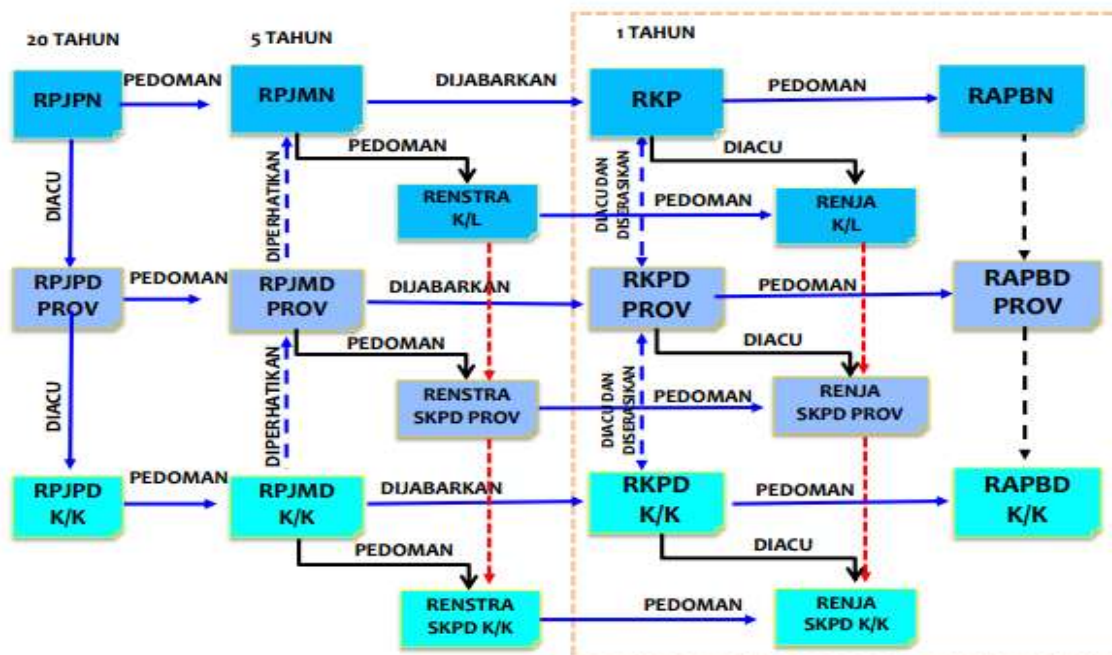 20 TAHUN
5 TAHUN
1 TAHUN
RPJPN
PEDOMAN
RPJMN
DIJABARKAN
RKP
PEDOMAN
RAPBN
DIACU
DIPERHATIKAN
PEDOMAN
RENSTRA
K/L
PEDOMAN
DIACU DAN
DISERASIKAN
DIACU
RENJA
K/L
RPJPD
PROV
PEDOMAN
RPJMD
PROV
DIJABARKAN
RKPD
PROV
PEDOMAN
RAPBD
PROV
DIACU
DIPERHATIKAN
PEDOMAN
RENSTRA
SKPD PROV
PEDOMAN
DIACU DAN
DISERASIKAN
DIACU
RENJA
SKPD PROV
RPJPD
K/K
PEDOMAN
RPJMD
K/K
DIJABARKAN
RKPD
K/K
PEDOMAN
RAPBD
K/K
PEDOMAN
RENSTRA
SKPD K/K
PEDOMAN
DIACU
RENJA
SKPD K/K